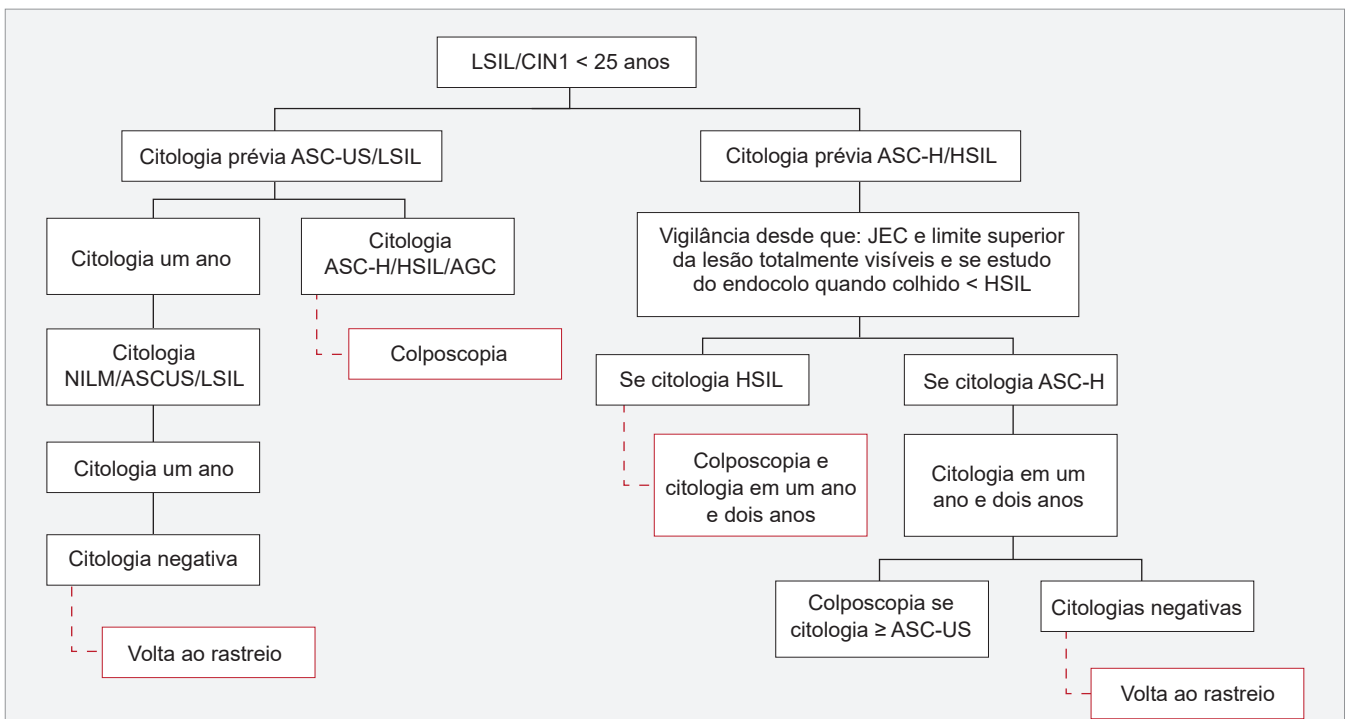 LSIL/CIN1 < 25 anos
Citologia prévia ASC-US/LSIL
Citologia prévia ASC-H/HSIL
Citologia um ano
Citologia
ASC-H/HSIL/AGC
Vigilância desde que: JEC e limite superior
da lesão totalmente visíveis e se estudo
do endocolo quando colhido < HSIL
Citologia
NILM/ASCUS/LSIL
Colposcopia
Se citologia HSIL
Se citologia ASC-H
Citologia um ano
Colposcopia e
citologia em um ano
e dois anos
Citologia em um
ano e dois anos
Citologia negativa
Colposcopia se
citologia ≥ ASC-US
Citologias negativas
Volta ao rastreio
Volta ao rastreio